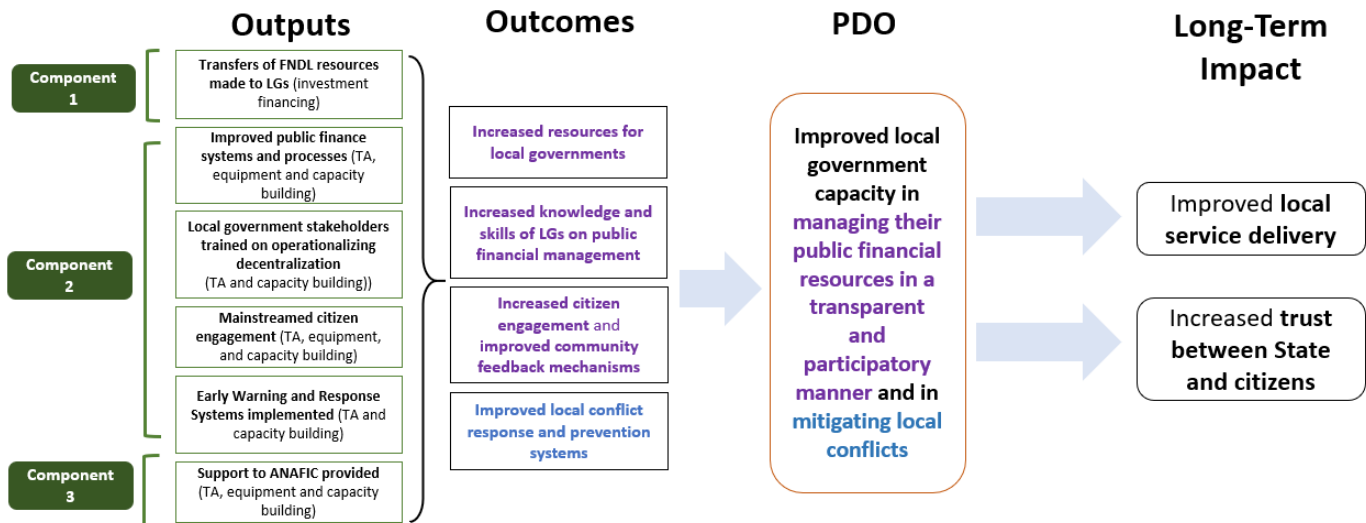 Outputs
Outcomes
PDO
Long-Term
Impact
Component
1
Transfers of FNDL resources
made to LGs (investment
financing)
Component
2
Improved public finance
systems and processes (TA,
equipment and capacity
building)
Local government stakeholders
trained on operationalizing
decentralization
(TA and capacity building))
Mainstreamed citizen
engagement (TA, equipment,
and capacity building)
Early Warning and Response
Systems implemented (TA and
capacity building)
Component
3
Support to ANAFIC provided
(TA, equipment and capacity
building)
Increased resources for
local governments
Increased knowledge and
skills of LGs on public
financial management
Increased citizen
engagement and
improved community
feedback mechanisms
Improved local conflict
response and prevention
systems
Improved local
government
capacity in
managing their
public financial
resources in a
transparent
and
participatory
manner and in
mitigating local
conflicts
Improved local
service delivery
Increased trust
between State
and citizens